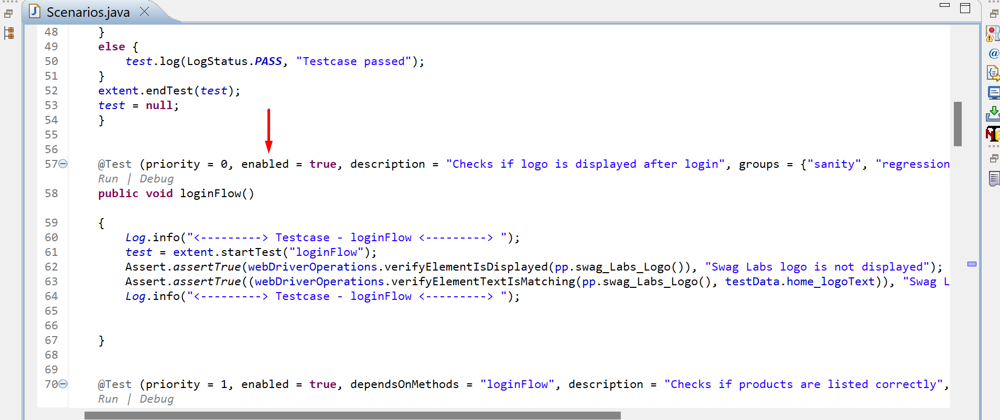 Scenarios.java
48 }
49 else {
50 test.log(LogStatus.PASS, "Testcase passed");
51 }
52 extent.endTest(test);
53 test = null;
54 }
55
56
57 @Test (priority = 0, enabled = true, description = "Checks if logo is displayed after login", groups = {"sanity", "regression
Run | Debug
58 public void loginFlow()
59 {
60 Log.info("<---------> Testcase - loginFlow <---------> ");
61 test = extent.startTest("loginFlow");
62 Assert.assertTrue(webDriverOperations.verifyElementIsDisplayed(pp.swag_Labs_Logo()), "Swag Labs logo is not displayed");
63 Assert.assertTrue((webDriverOperations.verifyElementTextIsMatching(pp.swag_Labs_Logo(), testData.home_logoText)), "Swag L
64 Log.info("<---------> Testcase - loginFlow <---------> ");
65
66
67 }
68
69
70 @Test (priority = 1, enabled = true, dependsOnMethods = "loginFlow", description = "Checks if products are listed correctly",
Run | Debug